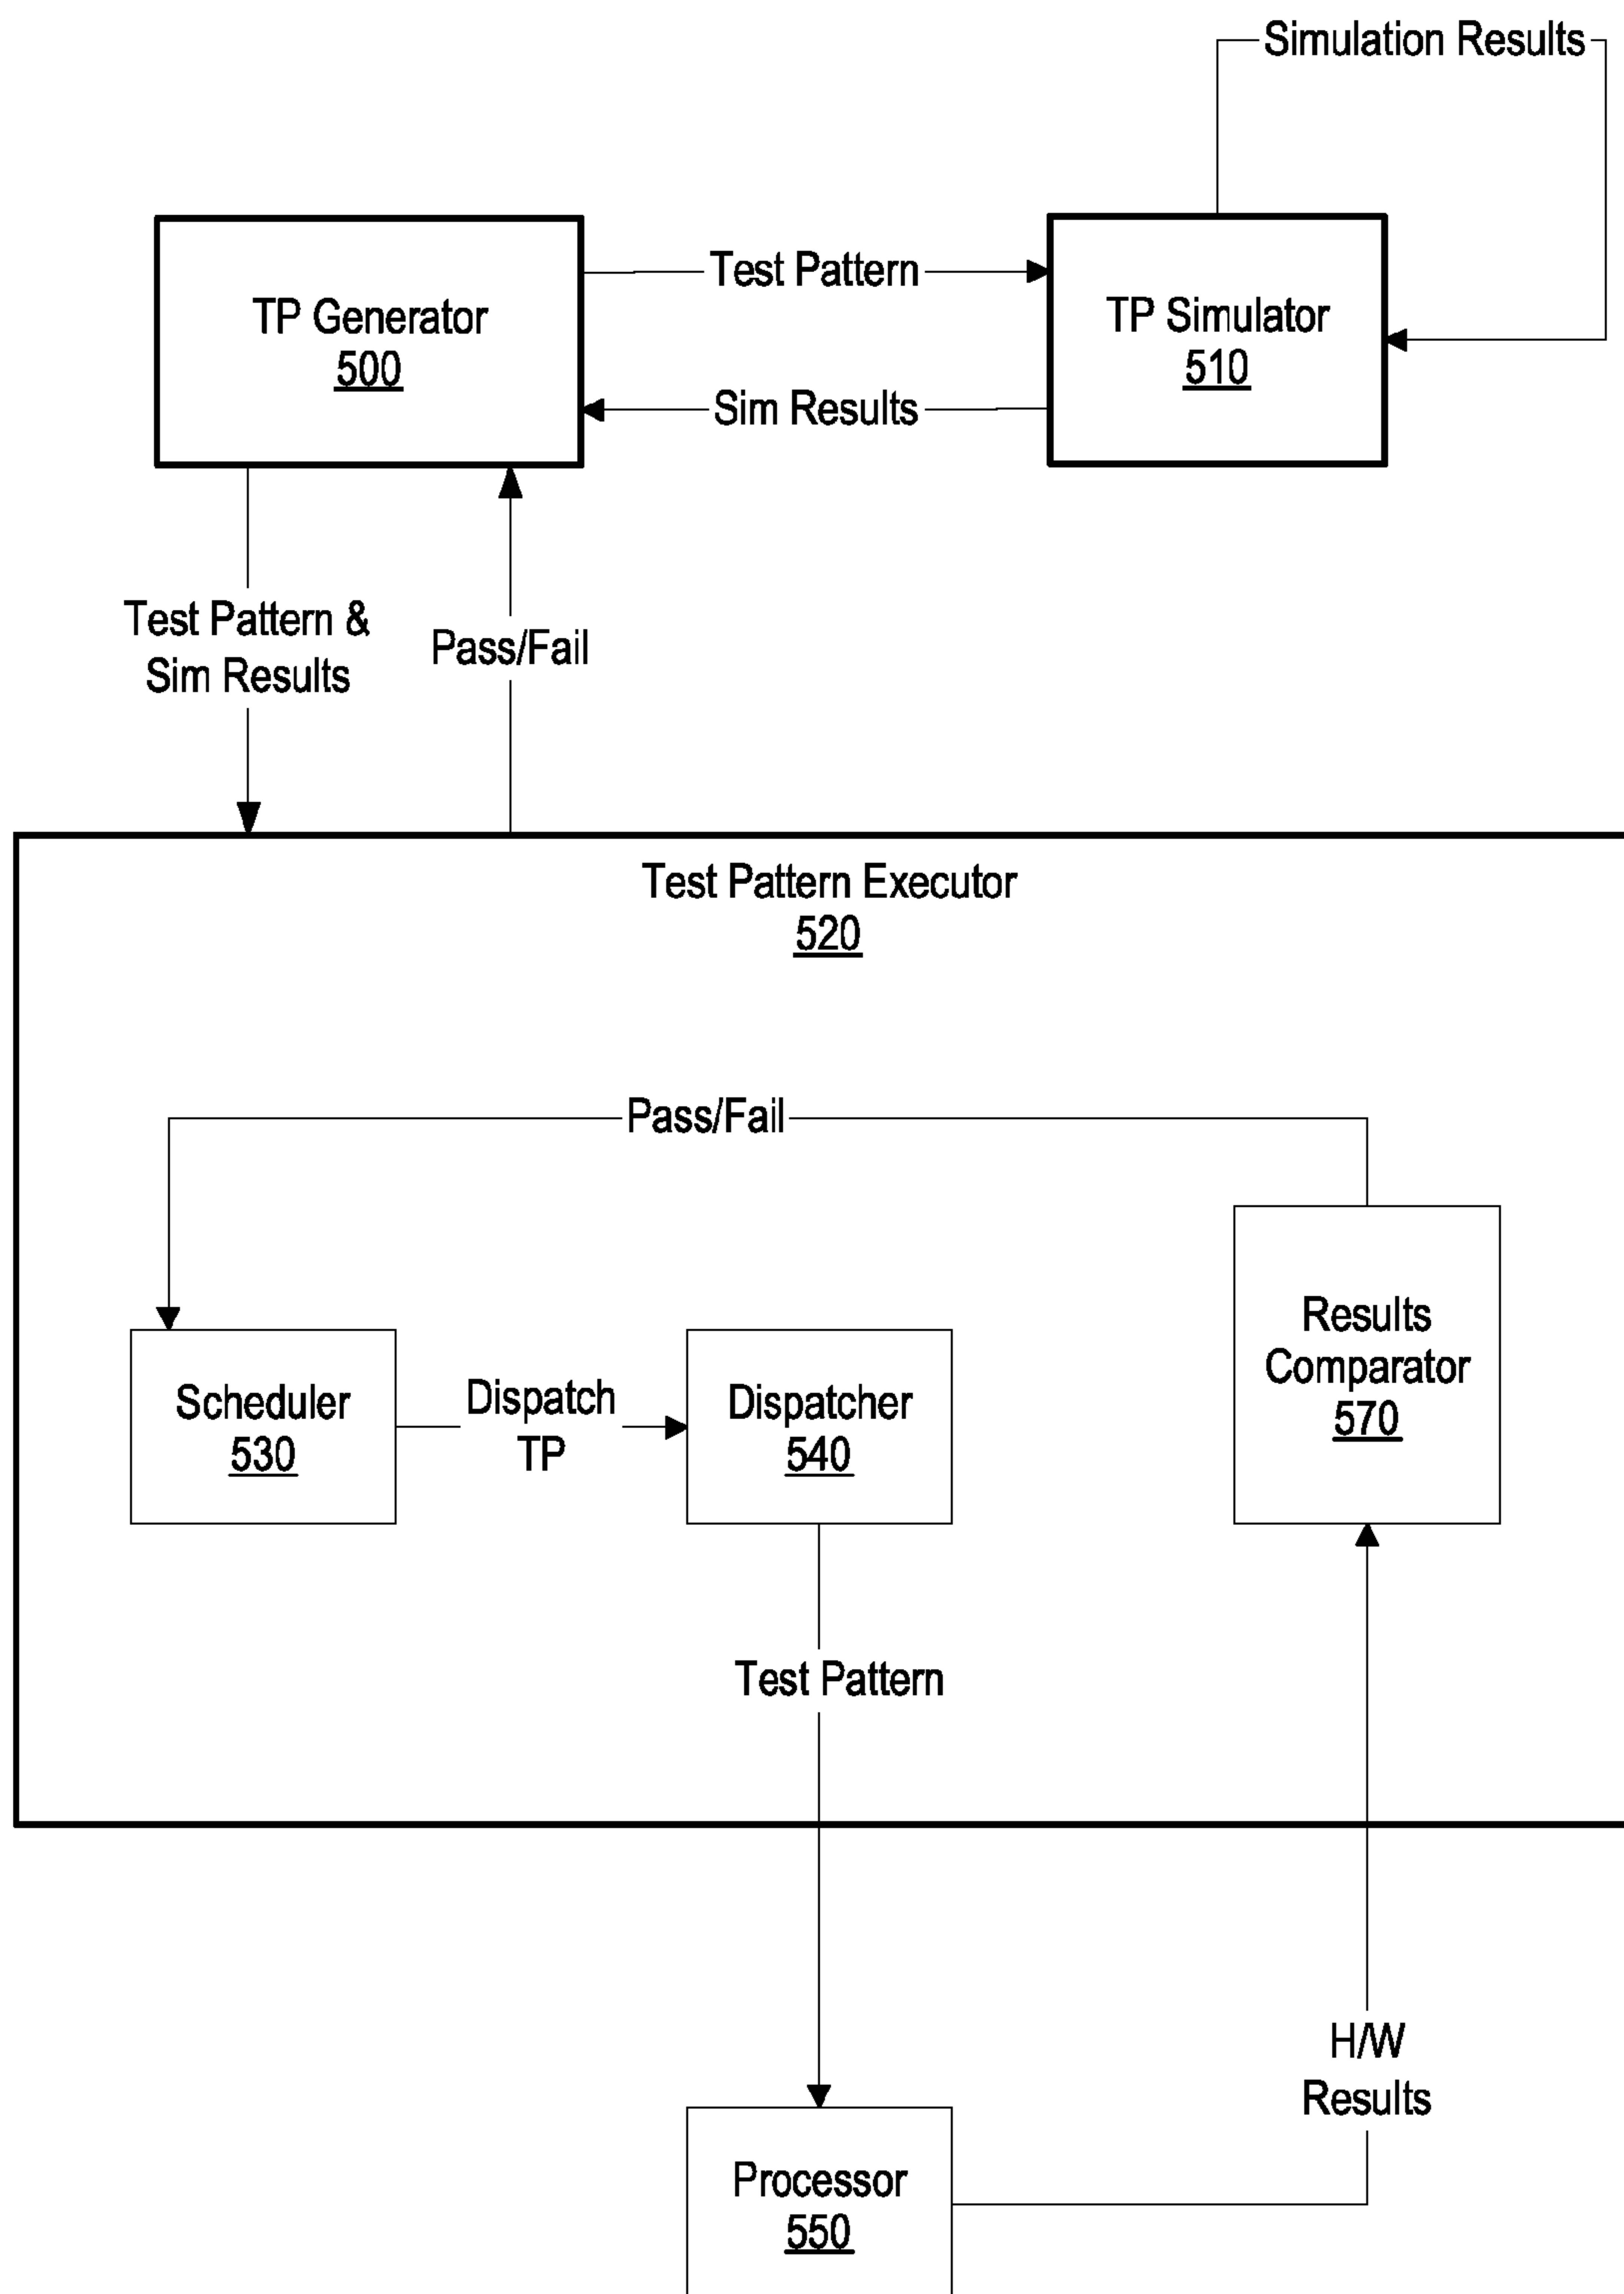 Simulation Results
Test Pattern
TP Generator
500
TP Simulator
510
Sim Results
Test Pattern &
Sim Results
Pass/Fail
Test Pattern Executor
520
Pass/Fail
Scheduler
530
Dispatch
TP
Dispatcher
540
Results
Comparator
570
Test Pattern
H/W
Results
Processor
550